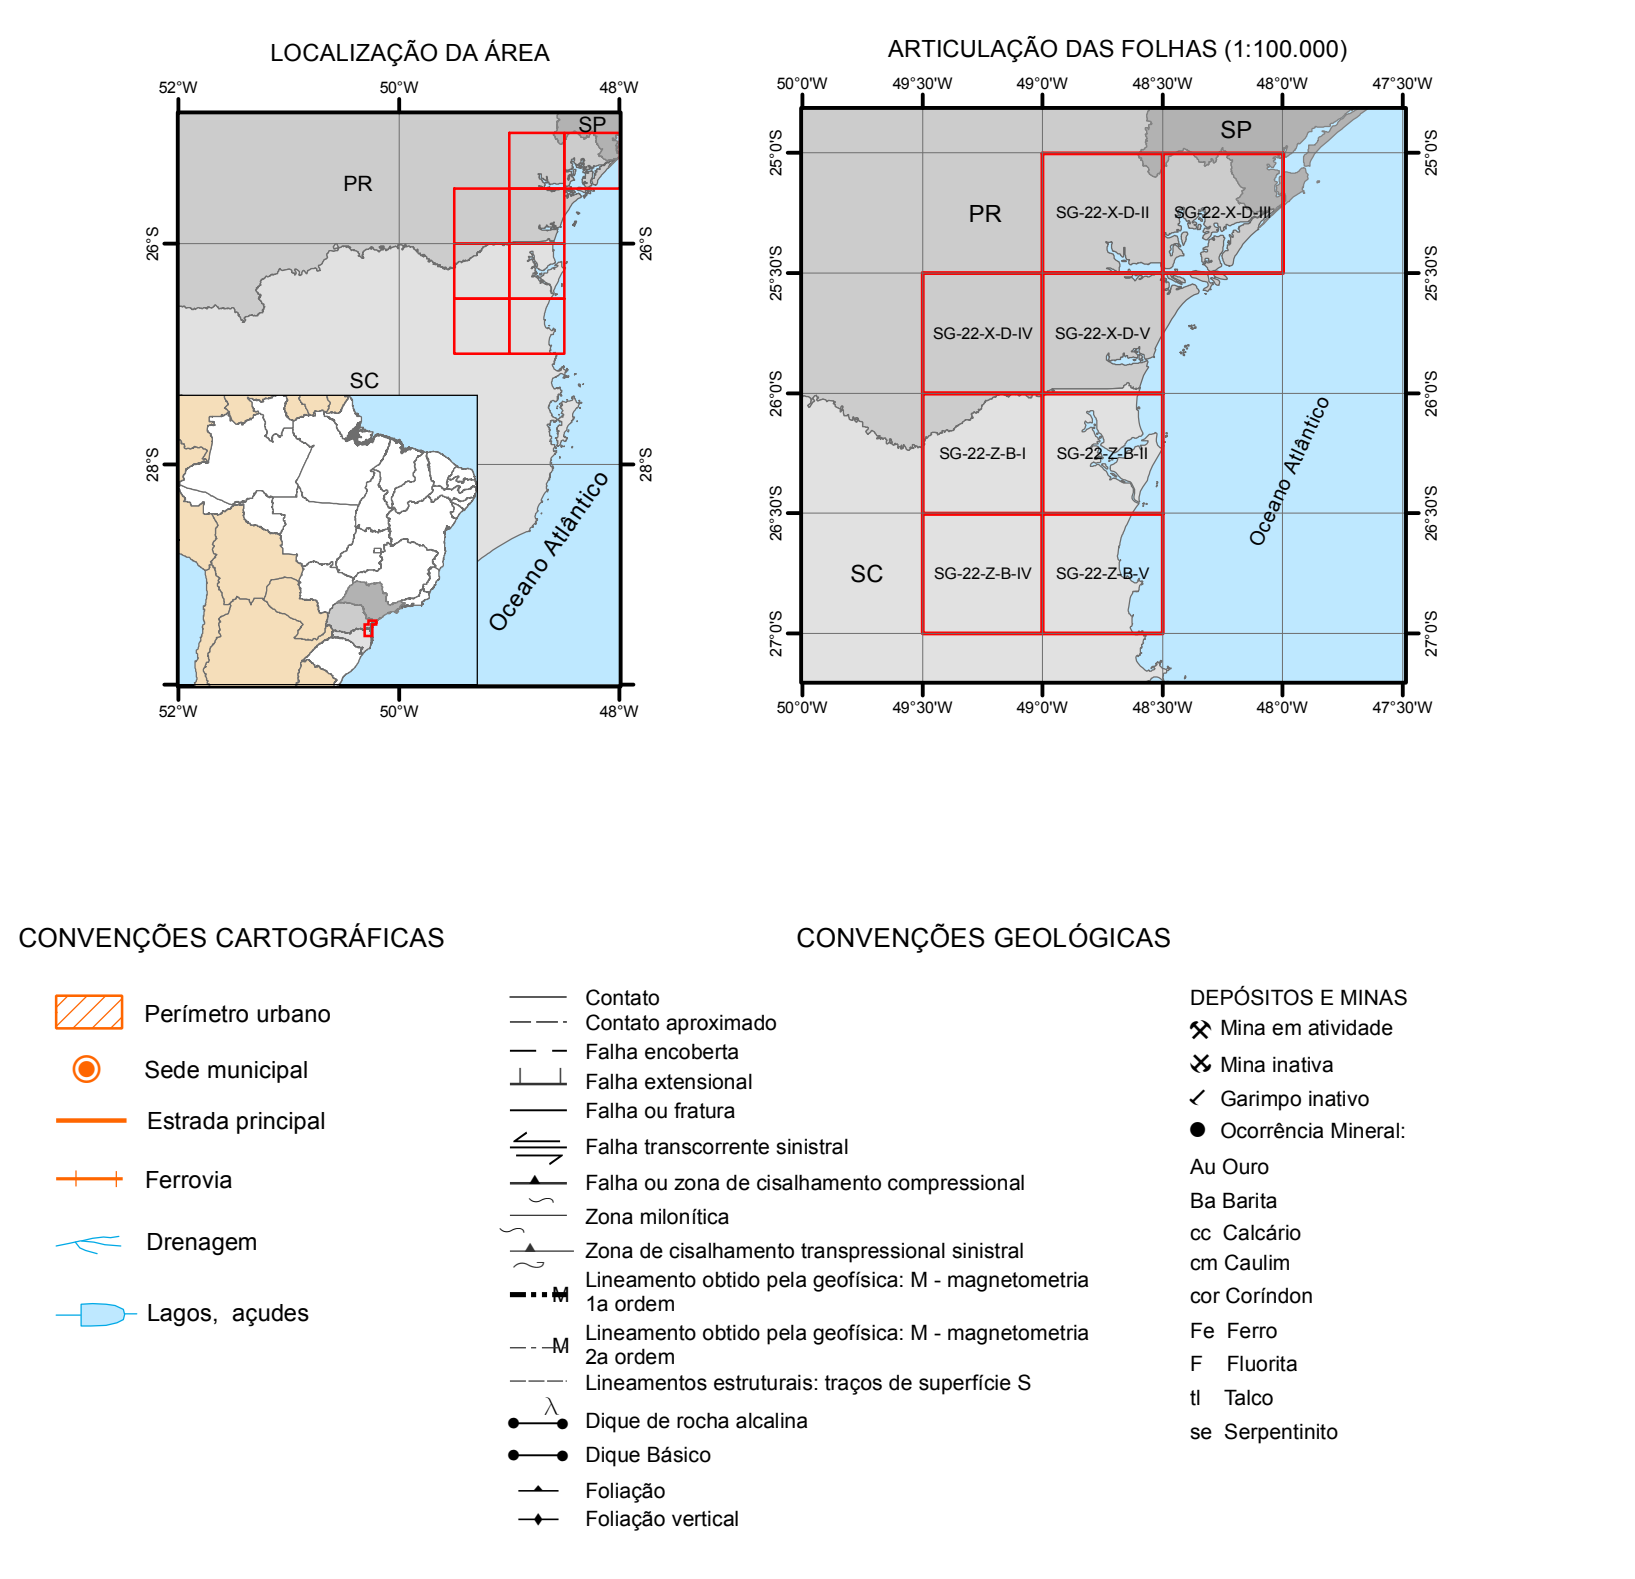 LOCALIZAÇÃO DA ÁREA
52°W
50°W
48°W
SP
PR
26°S
26°S
SC
28°S
28°S
Oceano Atlântico
52°W
50°W
48°W
ARTICULAÇÃO DAS FOLHAS (1:100.000)
50°0'W
49°30'W
49°0'W
48°30'W
48°0'W
47°30'W
SP
25°0'S
25°0'S
PR
SG-22-X-D-II
SG-22-X-D-III
25°30'S
25°30'S
SG-22-X-D-IV
SG-22-X-D-V
26°0'S
26°0'S
SG-22-Z-B-I
SG-22-Z-B-II
Oceano Atlântico
26°30'S
26°30'S
SC
SG-22-Z-B-IV
SG-22-Z-B-V
27°0'S
27°0'S
50°0'W
49°30'W
49°0'W
48°30'W
48°0'W
47°30'W
CONVENÇÕES CARTOGRÁFICAS
Perímetro urbano
Sede municipal
Estrada principal
Ferrovia
Drenagem
Lagos, açudes
CONVENÇÕES GEOLÓGICAS
Contato
Contato aproximado
Falha encoberta
Falha extensional
Falha ou fratura
Falha transcorrente sinistral
Falha ou zona de cisalhamento compressional
Zona milonítica
Zona de cisalhamento transpressional sinistral
M Lineamento obtido pela geofísica: M - magnetometria
1a ordem
M Lineamento obtido pela geofísica: M - magnetometria
2a ordem
Lineamentos estruturais: traços de superfície S
λ
Dique de rocha alcalina
Dique Básico
Foliação
Foliação vertical
DEPÓSITOS E MINAS
Mina em atividade
Mina inativa
Garimpo inativo
Ocorrência Mineral:
Au Ouro
Ba Barita
cc Calcário
cm Caulim
cor Coríndon
Fe Ferro
F Fluorita
tl Talco
se Serpentinito